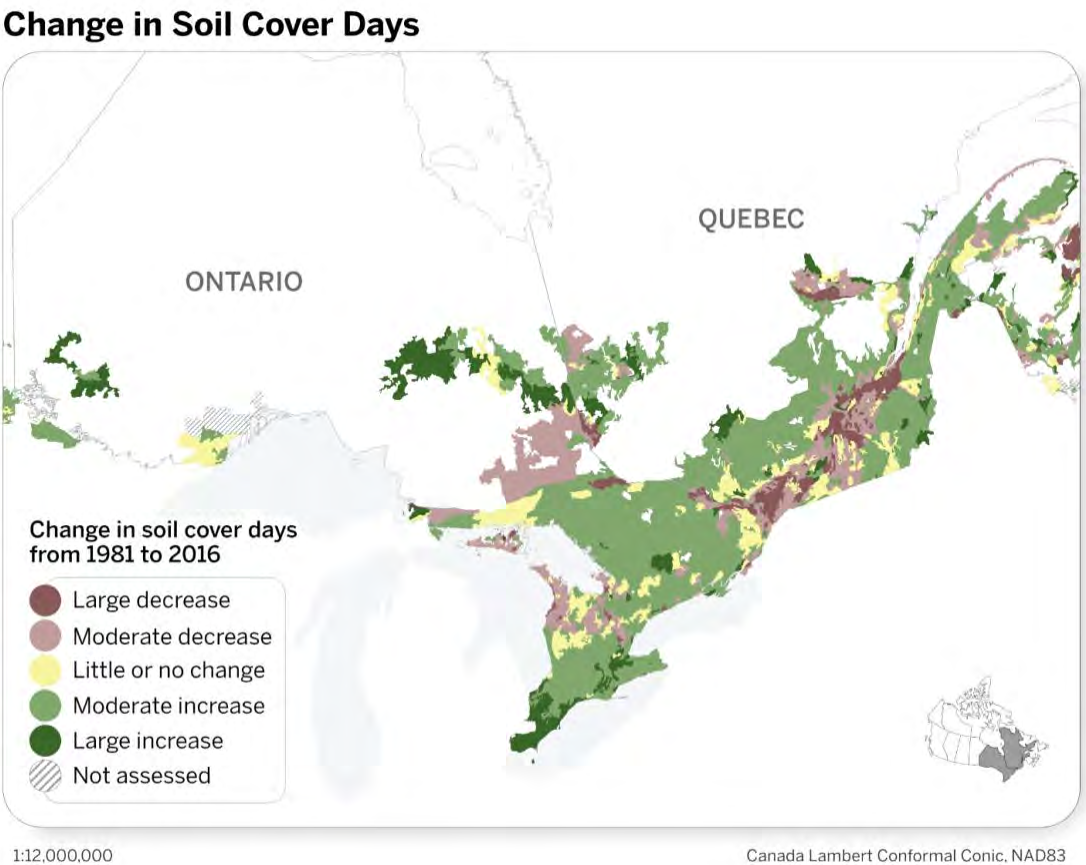 Change in Soil Cover Days
QUEBEC
ONTARIO
Change in soil cover days
from 1981 to 2016
Large decrease
Moderate decrease
Little or no change
Moderate increase
Large increase
Not assessed
1:12,000,000
Canada Lambert Conformal Conic, NAD83